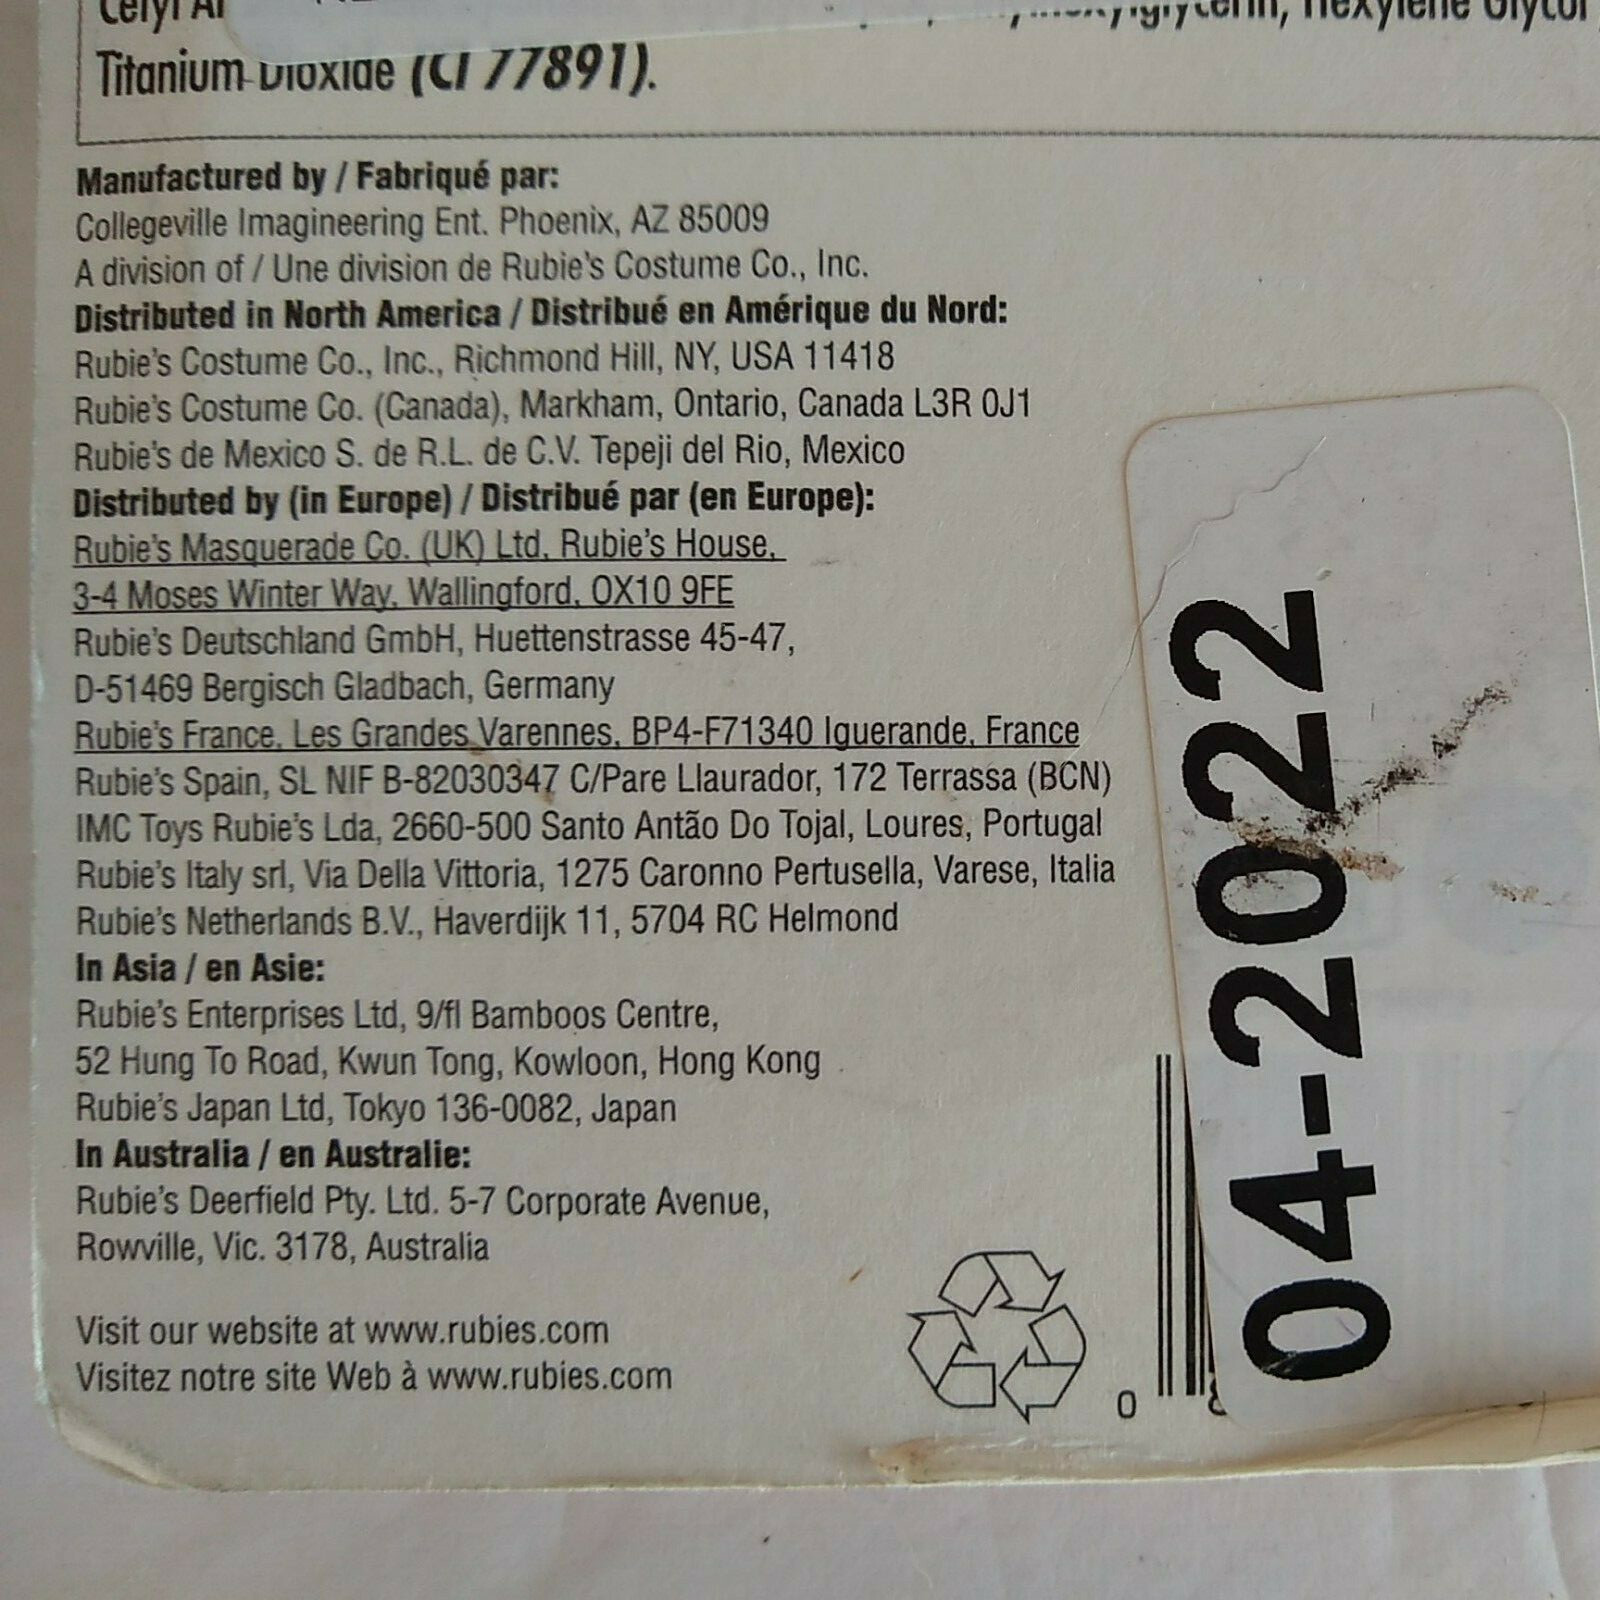 Titanium Dioxide (CI 77891).
Hexylene Glycol
Manufactured by / Fabriqué par:
Collegeville Imagineering Ent. Phoenix, AZ 85009
A division of / Une division de Rubie's Costume Co., Inc.
Distributed in North America / Distribué en Amérique du Nord:
Rubie's Costume Co., Inc., Richmond Hill, NY, USA 11418
Rubie's Costume Co. (Canada), Markham, Ontario, Canada L3R 0J1
Rubie's de Mexico S. de R.L. de C.V. Tepeji del Rio, Mexico
Distributed by (in Europe) / Distribué par (en Europe):
Rubie's Masquerade Co. (UK) Ltd, Rubie's House,
3-4 Moses Winter Way, Wallingford, OX10 9FE
Rubie's Deutschland GmbH, Huettenstrasse 45-47,
D-51469 Bergisch Gladbach, Germany
Rubie's France, Les Grandes Varennes, BP4-F71340 Iguerande, France
Rubie's Spain, SL NIF B-82030347 C/Pare Llaurador, 172 Terrassa (BCN)
IMC Toys Rubie's Lda, 2660-500 Santo Antão Do Tojal, Loures, Portugal
Rubie's Italy srl, Via Della Vittoria, 1275 Caronno Pertusella, Varese, Italia
Rubie's Netherlands B.V., Haverdijk 11, 5704 RC Helmond
In Asia / en Asie:
Rubie's Enterprises Ltd, 9/fl Bamboos Centre,
52 Hung To Road, Kwun Tong, Kowloon, Hong Kong
Rubie's Japan Ltd, Tokyo 136-0082, Japan
In Australia / en Australie:
Rubie's Deerfield Pty. Ltd. 5-7 Corporate Avenue,
Rowville, Vic. 3178, Australia
Visit our website at www.rubies.com
Visitez notre site Web à www.rubies.com
0
04-2022